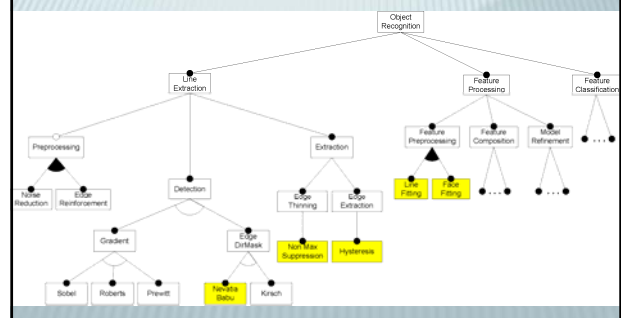 Object
Recognition
Line
Extraction
Feature
Processing
Feature
Classification
Preprocessing
Extraction
Feature
Preprocessing
Feature
Composition
Model
Refinement
...
Noise
Reduction
Edge
Reinforcement
Detection
Edge
Thinning
Edge
Extraction
Line
Fitting
Face
Fitting
...
...
Gradient
Edge
DirMask
Non Max
Suppression
Hysteresis
Sobel
Roberts
Prewitt
Nevatia
Babu
Kirsch